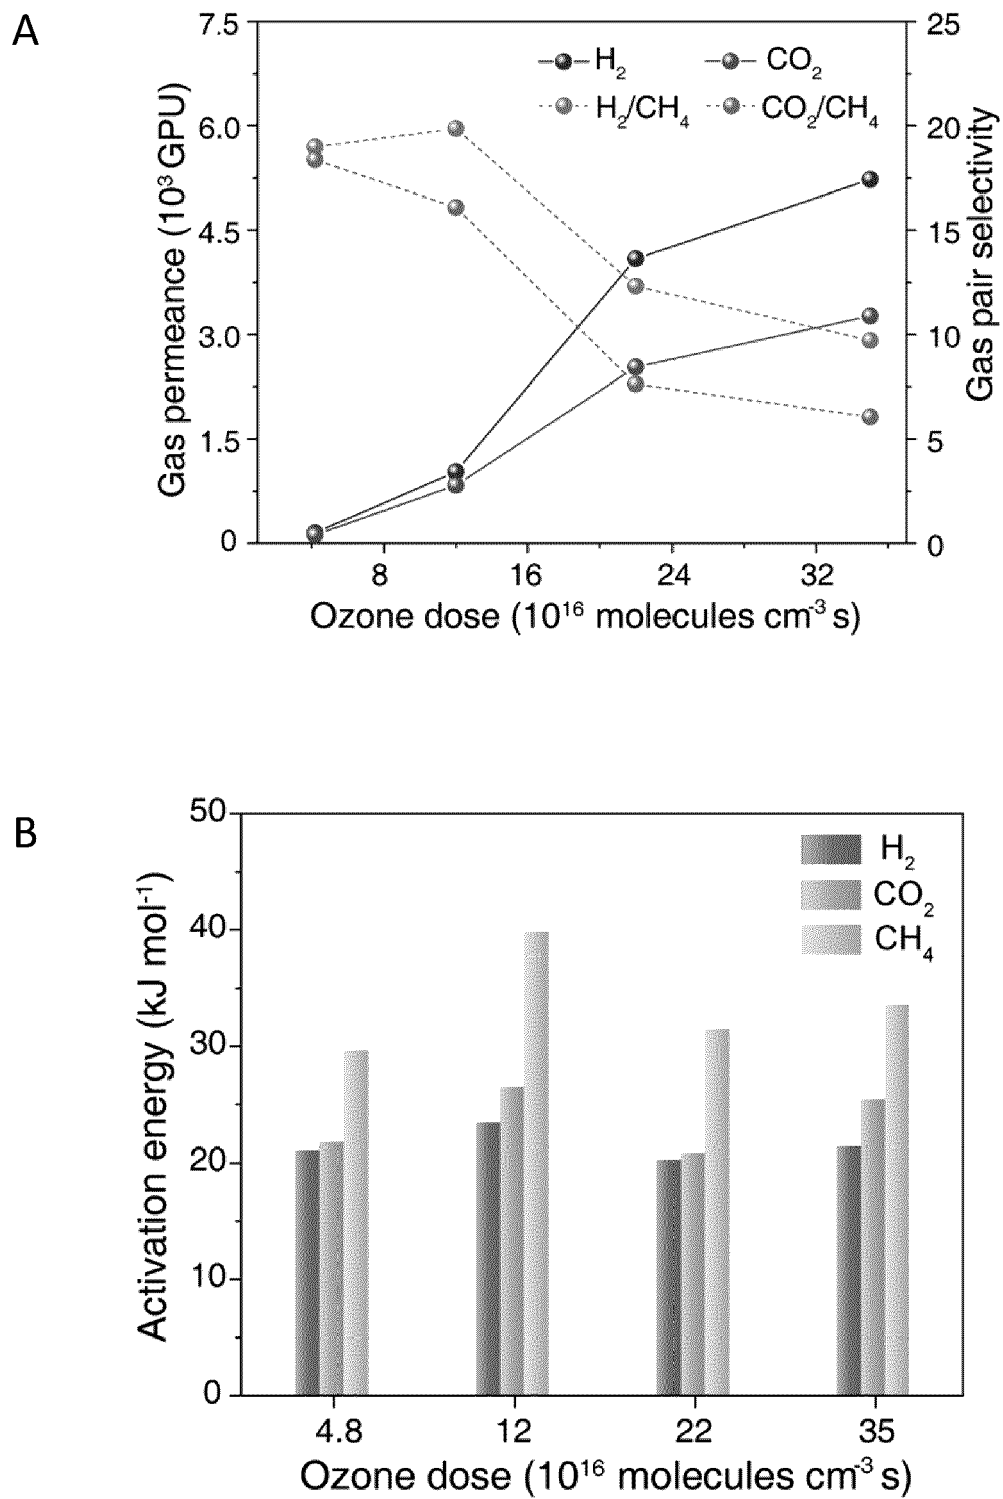 A
7.5
6.0
4.5
3.0
1.5
0
Gas permeance (10³ GPU)
H₂
CO₂
H₂/CH₄
CO₂/CH₄
25
20
15
10
5
0
Gas pair selectivity
8
16
24
32
Ozone dose (10¹⁶ molecules cm⁻³ s)
B
50
40
30
20
10
0
Activation energy (kJ mol⁻¹)
H₂
CO₂
CH₄
4.8
12
22
35
Ozone dose (10¹⁶ molecules cm⁻³ s)